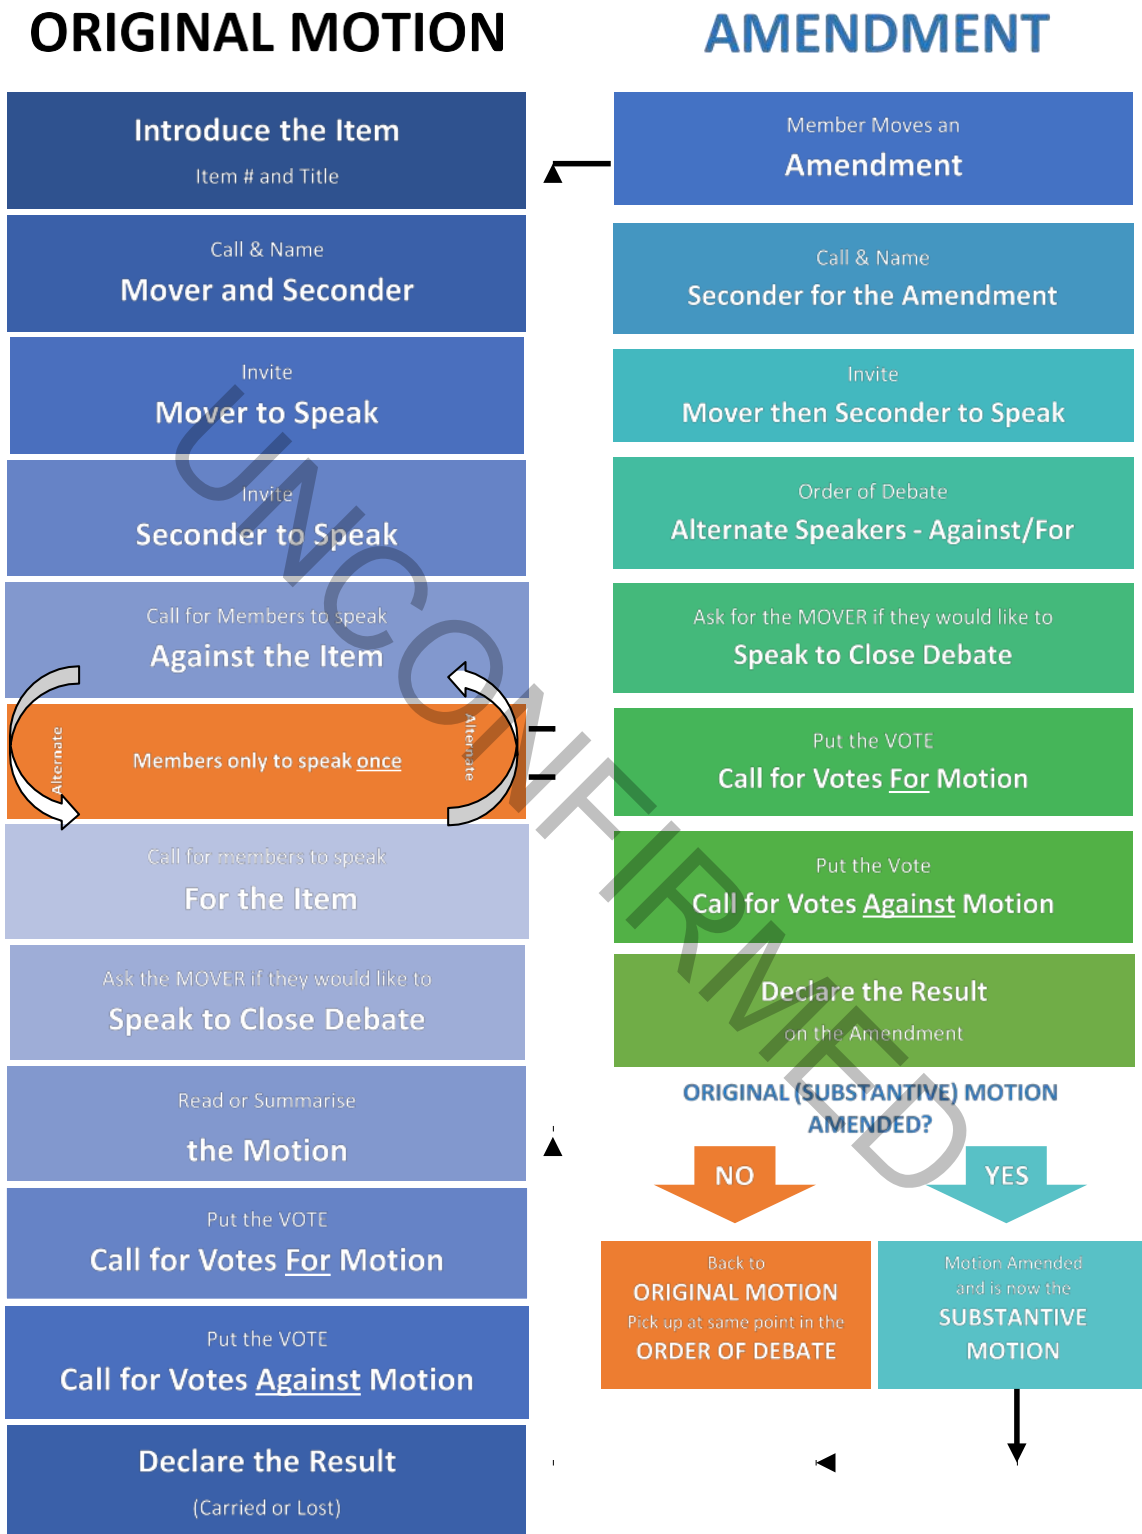 ORIGINAL MOTION
Introduce the Item
Item # and Title
Call & Name
Mover and Seconder
Invite
Mover to Speak
Invite
Seconder to Speak
Call for Members to speak
Against the Item
Alternate
Members only to speak once
Alternate
Call for members to speak
For the Item
Ask the MOVER if they would like to
Speak to Close Debate
Read or Summarise
the Motion
Put the VOTE
Call for Votes For Motion
Put the VOTE
Call for Votes Against Motion
Declare the Result
(Carried or Lost)
AMENDMENT
Member Moves an
Amendment
Call & Name
Seconder for the Amendment
Invite
Mover then Seconder to Speak
Order of Debate
Alternate Speakers - Against/For
Ask for the MOVER if they would like to
Speak to Close Debate
Put the VOTE
Call for Votes For Motion
Put the Vote
Call for Votes Against Motion
Declare the Result
on the Amendment
ORIGINAL (SUBSTANTIVE) MOTION
AMENDED?
NO
YES
Back to
ORIGINAL MOTION
Pick up at same point in the
ORDER OF DEBATE
Motion Amended
and is now the
SUBSTANTIVE
MOTION
UNCONFIRMED